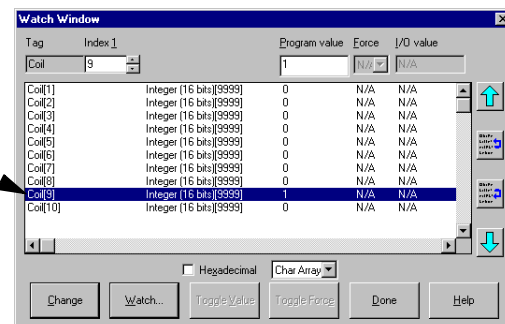 Watch Window
Tag Index 1 Program value Force I/O value
Coil 9 1 N/A N/A
Coil[1] Integer (16 bits)[9999] 0 N/A N/A
Coil[2] Integer (16 bits)[9999] 0 N/A N/A
Coil[3] Integer (16 bits)[9999] 0 N/A N/A
Coil[4] Integer (16 bits)[9999] 0 N/A N/A
Coil[5] Integer (16 bits)[9999] 0 N/A N/A
Coil[6] Integer (16 bits)[9999] 0 N/A N/A
Coil[7] Integer (16 bits)[9999] 0 N/A N/A
Coil[8] Integer (16 bits)[9999] 0 N/A N/A
Coil[9] Integer (16 bits)[9999] 1 N/A N/A
Coil[10] Integer (16 bits)[9999] 0 N/A N/A
Hexadecimal Char Array
Change Watch... Toggle Value Toggle Force Done Help